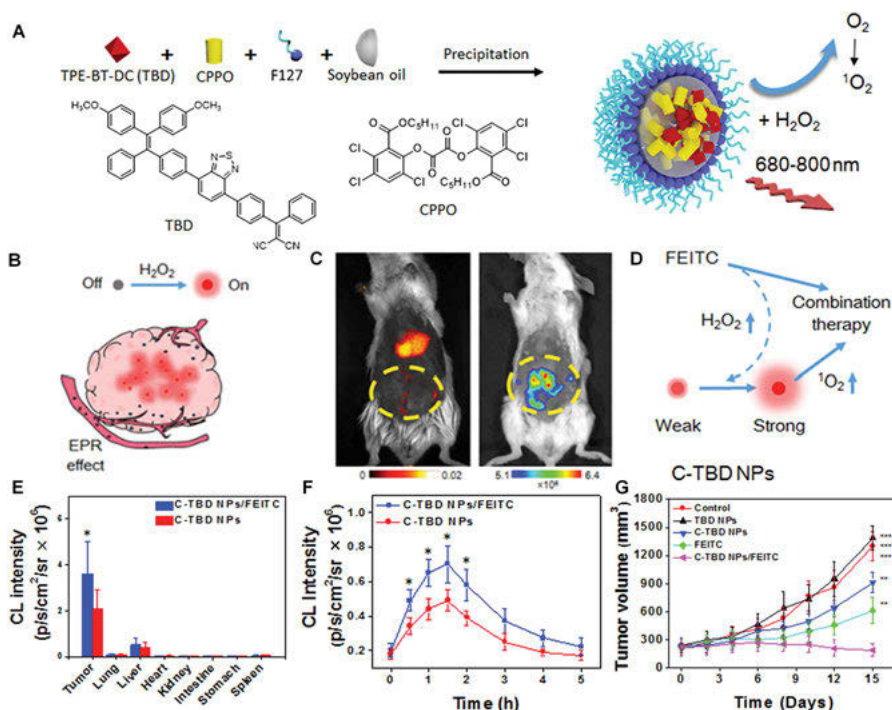 A
TPE-BT-DC (TBD) + CPPO + F127 + Soybean oil
Precipitation
O₂
¹O₂
+ H₂O₂
680-800 nm
OCH₃
H₃CO
N S N
NC CN
TBD
O OC₅H₁₁
Cl Cl Cl
O O O O
Cl Cl Cl
C₅H₁₁O O
CPPO
B
H₂O₂
Off On
EPR
effect
C
0 0.02
5.1 6.4
×10⁶
D
FEITC
H₂O₂
Combination
therapy
¹O₂
Weak Strong
C-TBD NPs
E
CL Intensity
(p/s/cm²/sr × 10⁶)
6
4
2
0
C-TBD NPs/FEITC
C-TBD NPs
*
Tumor
Lung
Liver
Heart
Kidney
Intestine
Stomach
Spleen
F
CL Intensity
(p/s/cm²/sr × 10⁶)
1.0
0.8
0.6
0.4
0.2
C-TBD NPs/FEITC
C-TBD NPs
* * * *
0 1 2 3 4 5
Time (h)
G
Tumor volume (mm³)
1800
1500
1200
900
600
300
0
Control
TBD NPs
C-TBD NPs
FEITC
C-TBD NPs/FEITC
***
***
***
**
**
0 3 6 9 12 15
Time (Days)